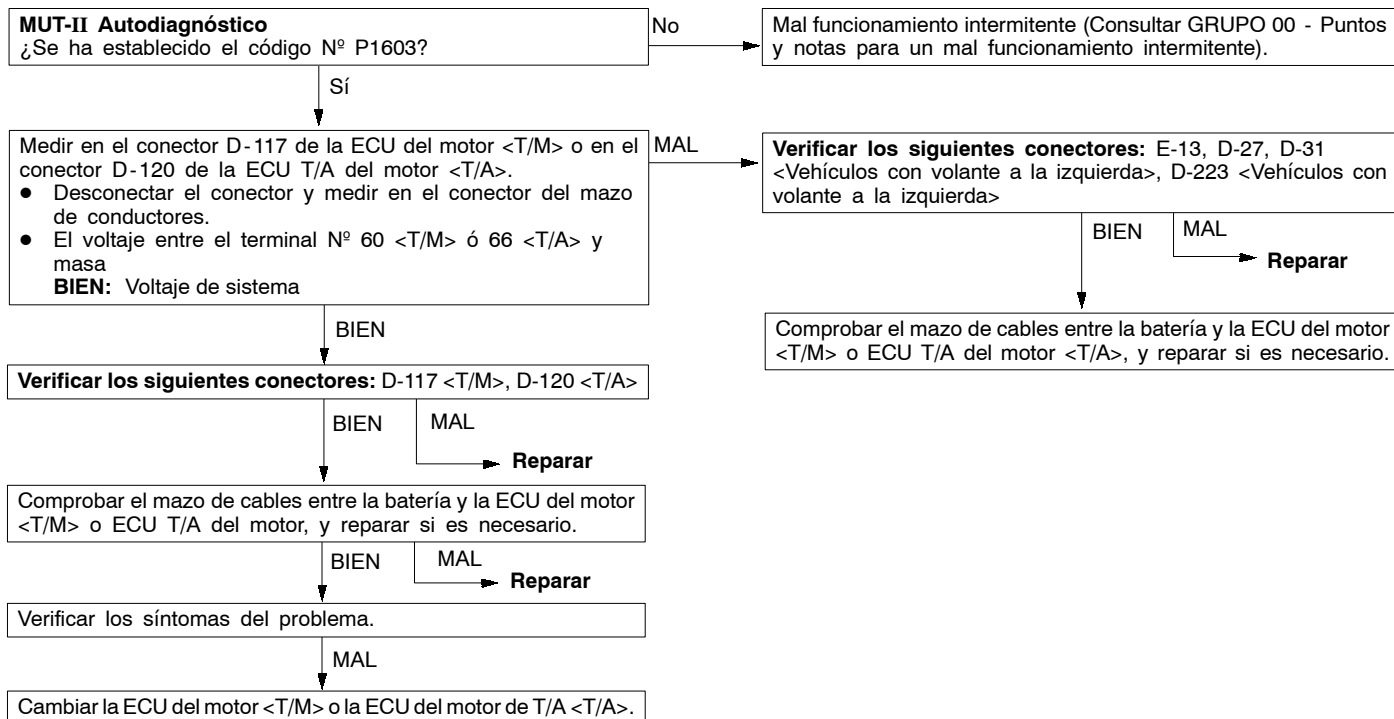 MUT-II Autodiagnóstico
¿Se ha establecido el código Nº P1603?
No
Mal funcionamiento intermitente (Consultar GRUPO 00 - Puntos
y notas para un mal funcionamiento intermitente).
Sí
Medir en el conector D-117 de la ECU del motor <T/M> o en el
conector D-120 de la ECU T/A del motor <T/A>.
● Desconectar el conector y medir en el conector del mazo
de conductores.
● El voltaje entre el terminal Nº 60 <T/M> ó 66 <T/A> y
masa
BIEN: Voltaje de sistema
MAL
Verificar los siguientes conectores: E-13, D-27, D-31
<Vehículos con volante a la izquierda>, D-223 <Vehículos con
volante a la izquierda>
BIEN
MAL
Reparar
Comprobar el mazo de cables entre la batería y la ECU del motor
<T/M> o ECU T/A del motor <T/A>, y reparar si es necesario.
BIEN
Verificar los siguientes conectores: D-117 <T/M>, D-120 <T/A>
BIEN
MAL
Reparar
Comprobar el mazo de cables entre la batería y la ECU del motor
<T/M> o ECU T/A del motor, y reparar si es necesario.
BIEN
MAL
Reparar
Verificar los síntomas del problema.
MAL
Cambiar la ECU del motor <T/M> o la ECU del motor de T/A <T/A>.